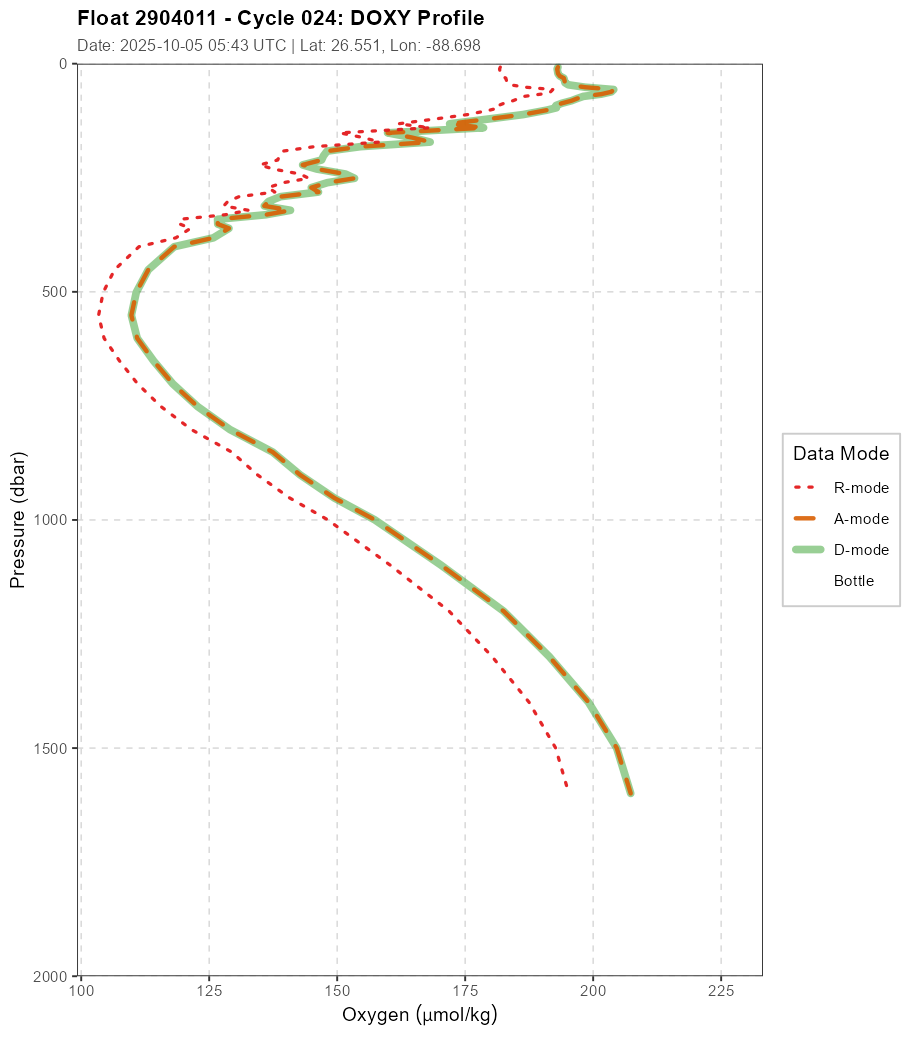 Float 2904011 - Cycle 024: DOXY Profile
Date: 2025-10-05 05:43 UTC | Lat: 26.551, Lon: -88.698
0
500
1000
1500
2000
Pressure (dbar)
100 125 150 175 200 225
Oxygen (μmol/kg)
Data Mode
R-mode
A-mode
D-mode
Bottle